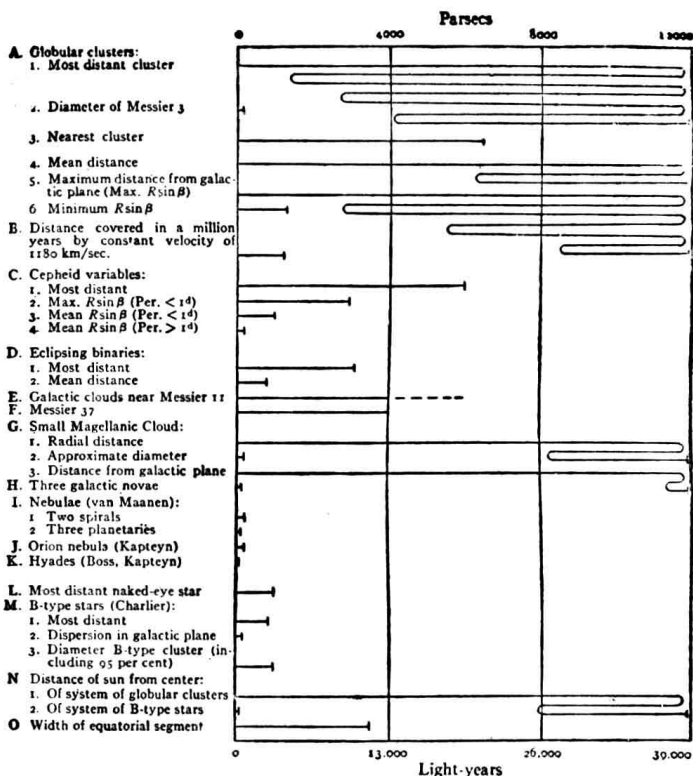 Parsecs
0 4000 8000 12000
A. Globular clusters:
1. Most distant cluster
2. Diameter of Messier 3
3. Nearest cluster
4. Mean distance
5. Maximum distance from galac-
tic plane (Max. R sin β)
6 Minimum R sin β
B. Distance covered in a million
years by constant velocity of
1180 km/sec.
C. Cepheid variables:
1. Most distant
2. Max. R sin β (Per. < 1d)
3. Mean R sin β (Per. < 1d)
4. Mean R sin β (Per. > 1d)
D. Eclipsing binaries:
1. Most distant
2. Mean distance
E. Galactic clouds near Messier 11
F. Messier 37
G. Small Magellanic Cloud:
1. Radial distance
2. Approximate diameter
3. Distance from galactic plane
H. Three galactic novae
I. Nebulae (van Maanen):
1 Two spirals
2 Three planetaries
J. Orion nebula (Kapteyn)
K. Hyades (Boss, Kapteyn)
L. Most distant naked-eye star
M. B-type stars (Charlier):
1. Most distant
2. Dispersion in galactic plane
3. Diameter B-type cluster (in-
cluding 95 per cent)
N Distance of sun from center:
1. Of system of globular clusters
2. Of system of B-type stars
O Width of equatorial segment
0 13.000 26.000 39.000
Light-years